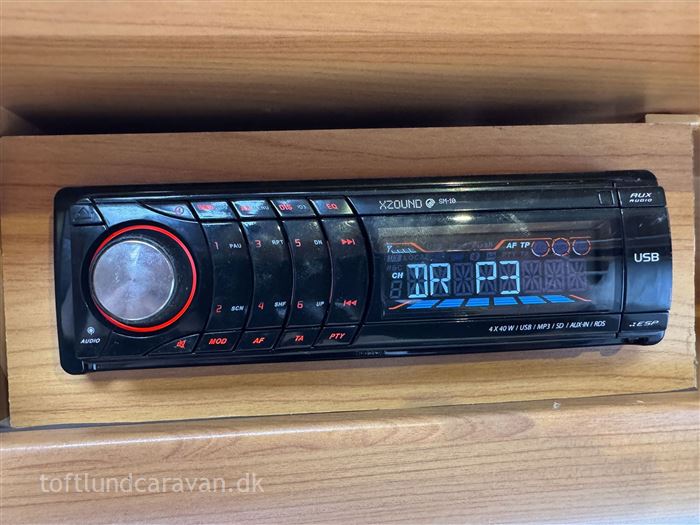 XZOUND SM-10
AUX
AUDIO
EQ
1 PAU
3 RPT
5 DN
AF TP
USB
CH
DR P3
2 SCN
4 SHF
6 UP
AUDIO
MOD
AF
TA
PTY
4 X 40 W / USB / MP3 / SD / AUX-IN / RDS
ESP
toftlundcaravan.dk